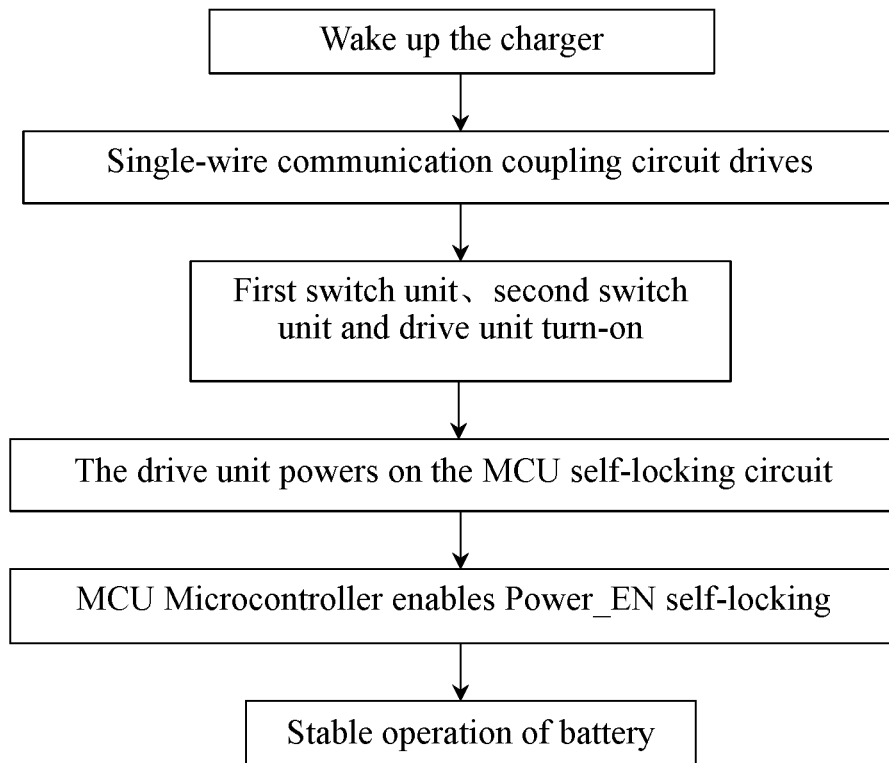 Wake up the charger
Single-wire communication coupling circuit drives
First switch unit、second switch
unit and drive unit turn-on
The drive unit powers on the MCU self-locking circuit
MCU Microcontroller enables Power_EN self-locking
Stable operation of battery